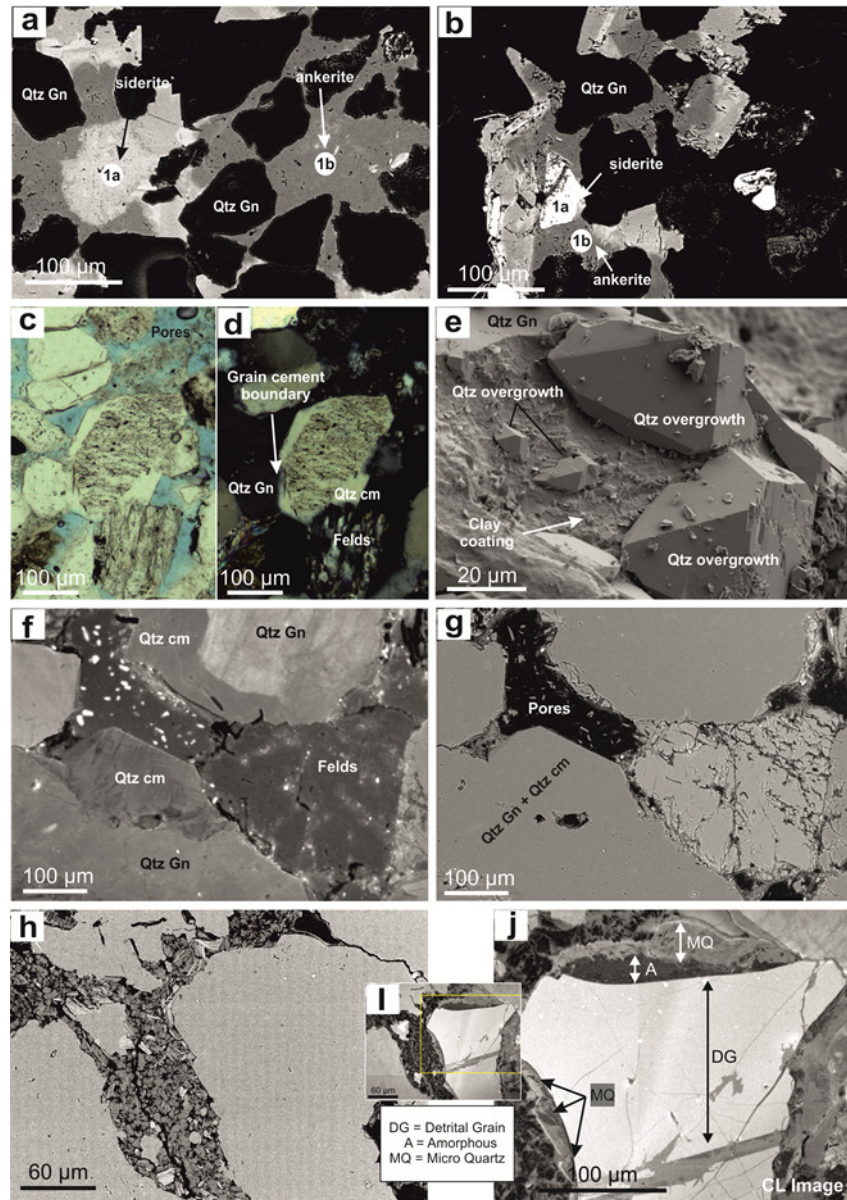 a
Qtz Gn
siderite
ankerite
1a
1b
Qtz Gn
100 µm
b
Qtz Gn
siderite
1a
1b
ankerite
100 µm
c
Pores
100 µm
d
Grain cement
boundary
Qtz Gn
Qtz cm
Felds
100 µm
e
Qtz Gn
Qtz overgrowth
Qtz overgrowth
Clay
coating
Qtz overgrowth
20 µm
f
Qtz cm
Qtz Gn
Qtz cm
Felds
Qtz Gn
100 µm
g
Pores
Qtz Gn + Qtz cm
100 µm
h
60 µm
I
60 µm
DG = Detrital Grain
A = Amorphous
MQ = Micro Quartz
j
MQ
A
DG
MQ
100 µm
CL Image